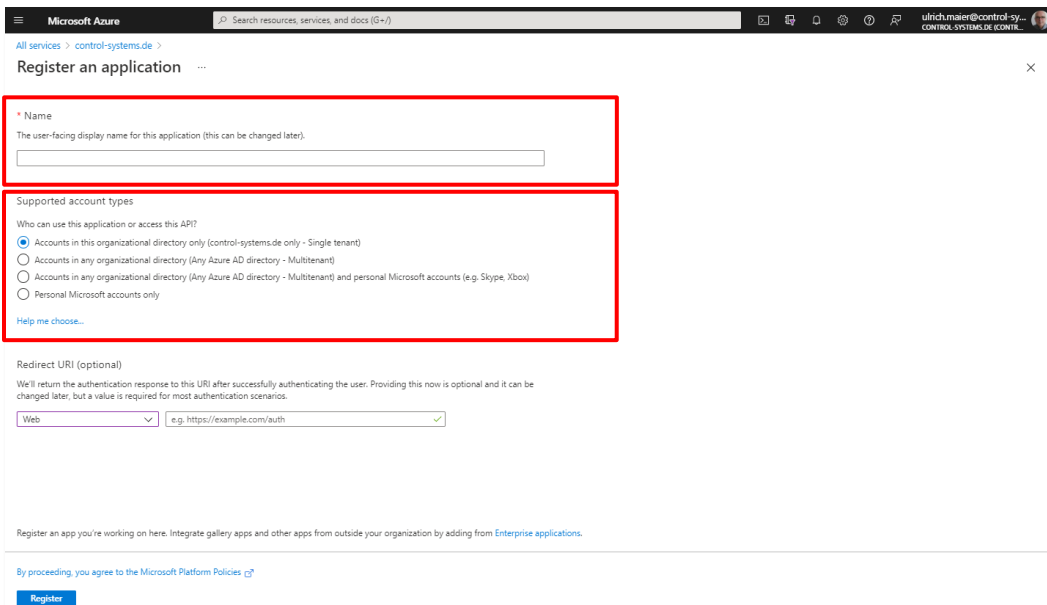 Microsoft Azure
Search resources, services, and docs (G+/)
ulrich.maier@control-sy...
CONTROL-SYSTEMS.DE (CONTR...
All services > control-systems.de >
Register an application ...
* Name
The user-facing display name for this application (this can be changed later).
Supported account types
Who can use this application or access this API?
Accounts in this organizational directory only (control-systems.de only - Single tenant)
Accounts in any organizational directory (Any Azure AD directory - Multitenant)
Accounts in any organizational directory (Any Azure AD directory - Multitenant) and personal Microsoft accounts (e.g. Skype, Xbox)
Personal Microsoft accounts only
Help me choose...
Redirect URI (optional)
We'll return the authentication response to this URI after successfully authenticating the user. Providing this now is optional and it can be
changed later, but a value is required for most authentication scenarios.
Web
e.g. https://example.com/auth
Register an app you're working on here. Integrate gallery apps and other apps from outside your organization by adding from Enterprise applications.
By proceeding, you agree to the Microsoft Platform Policies
Register